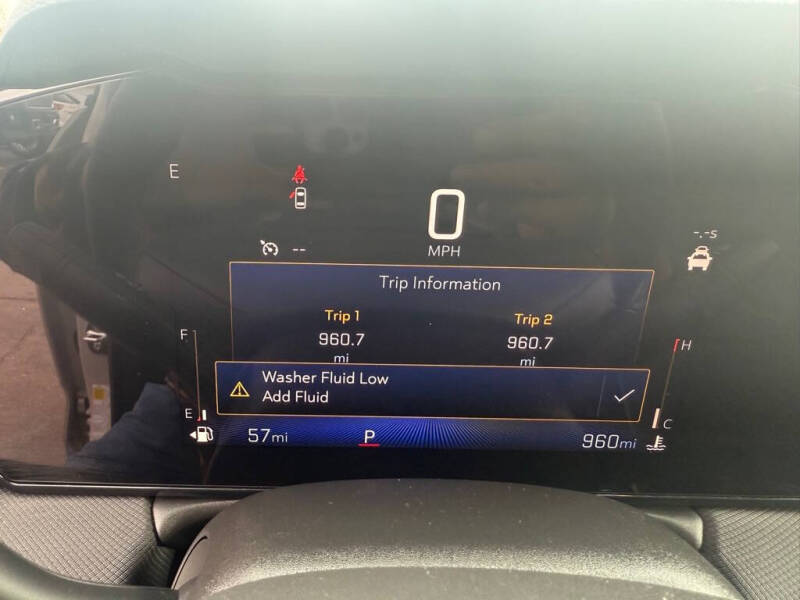 E
0
MPH
--
-.-s
Trip Information
Trip 1 Trip 2
960.7 960.7
mi mi
F H
Washer Fluid Low
Add Fluid
E C
57mi P 960mi